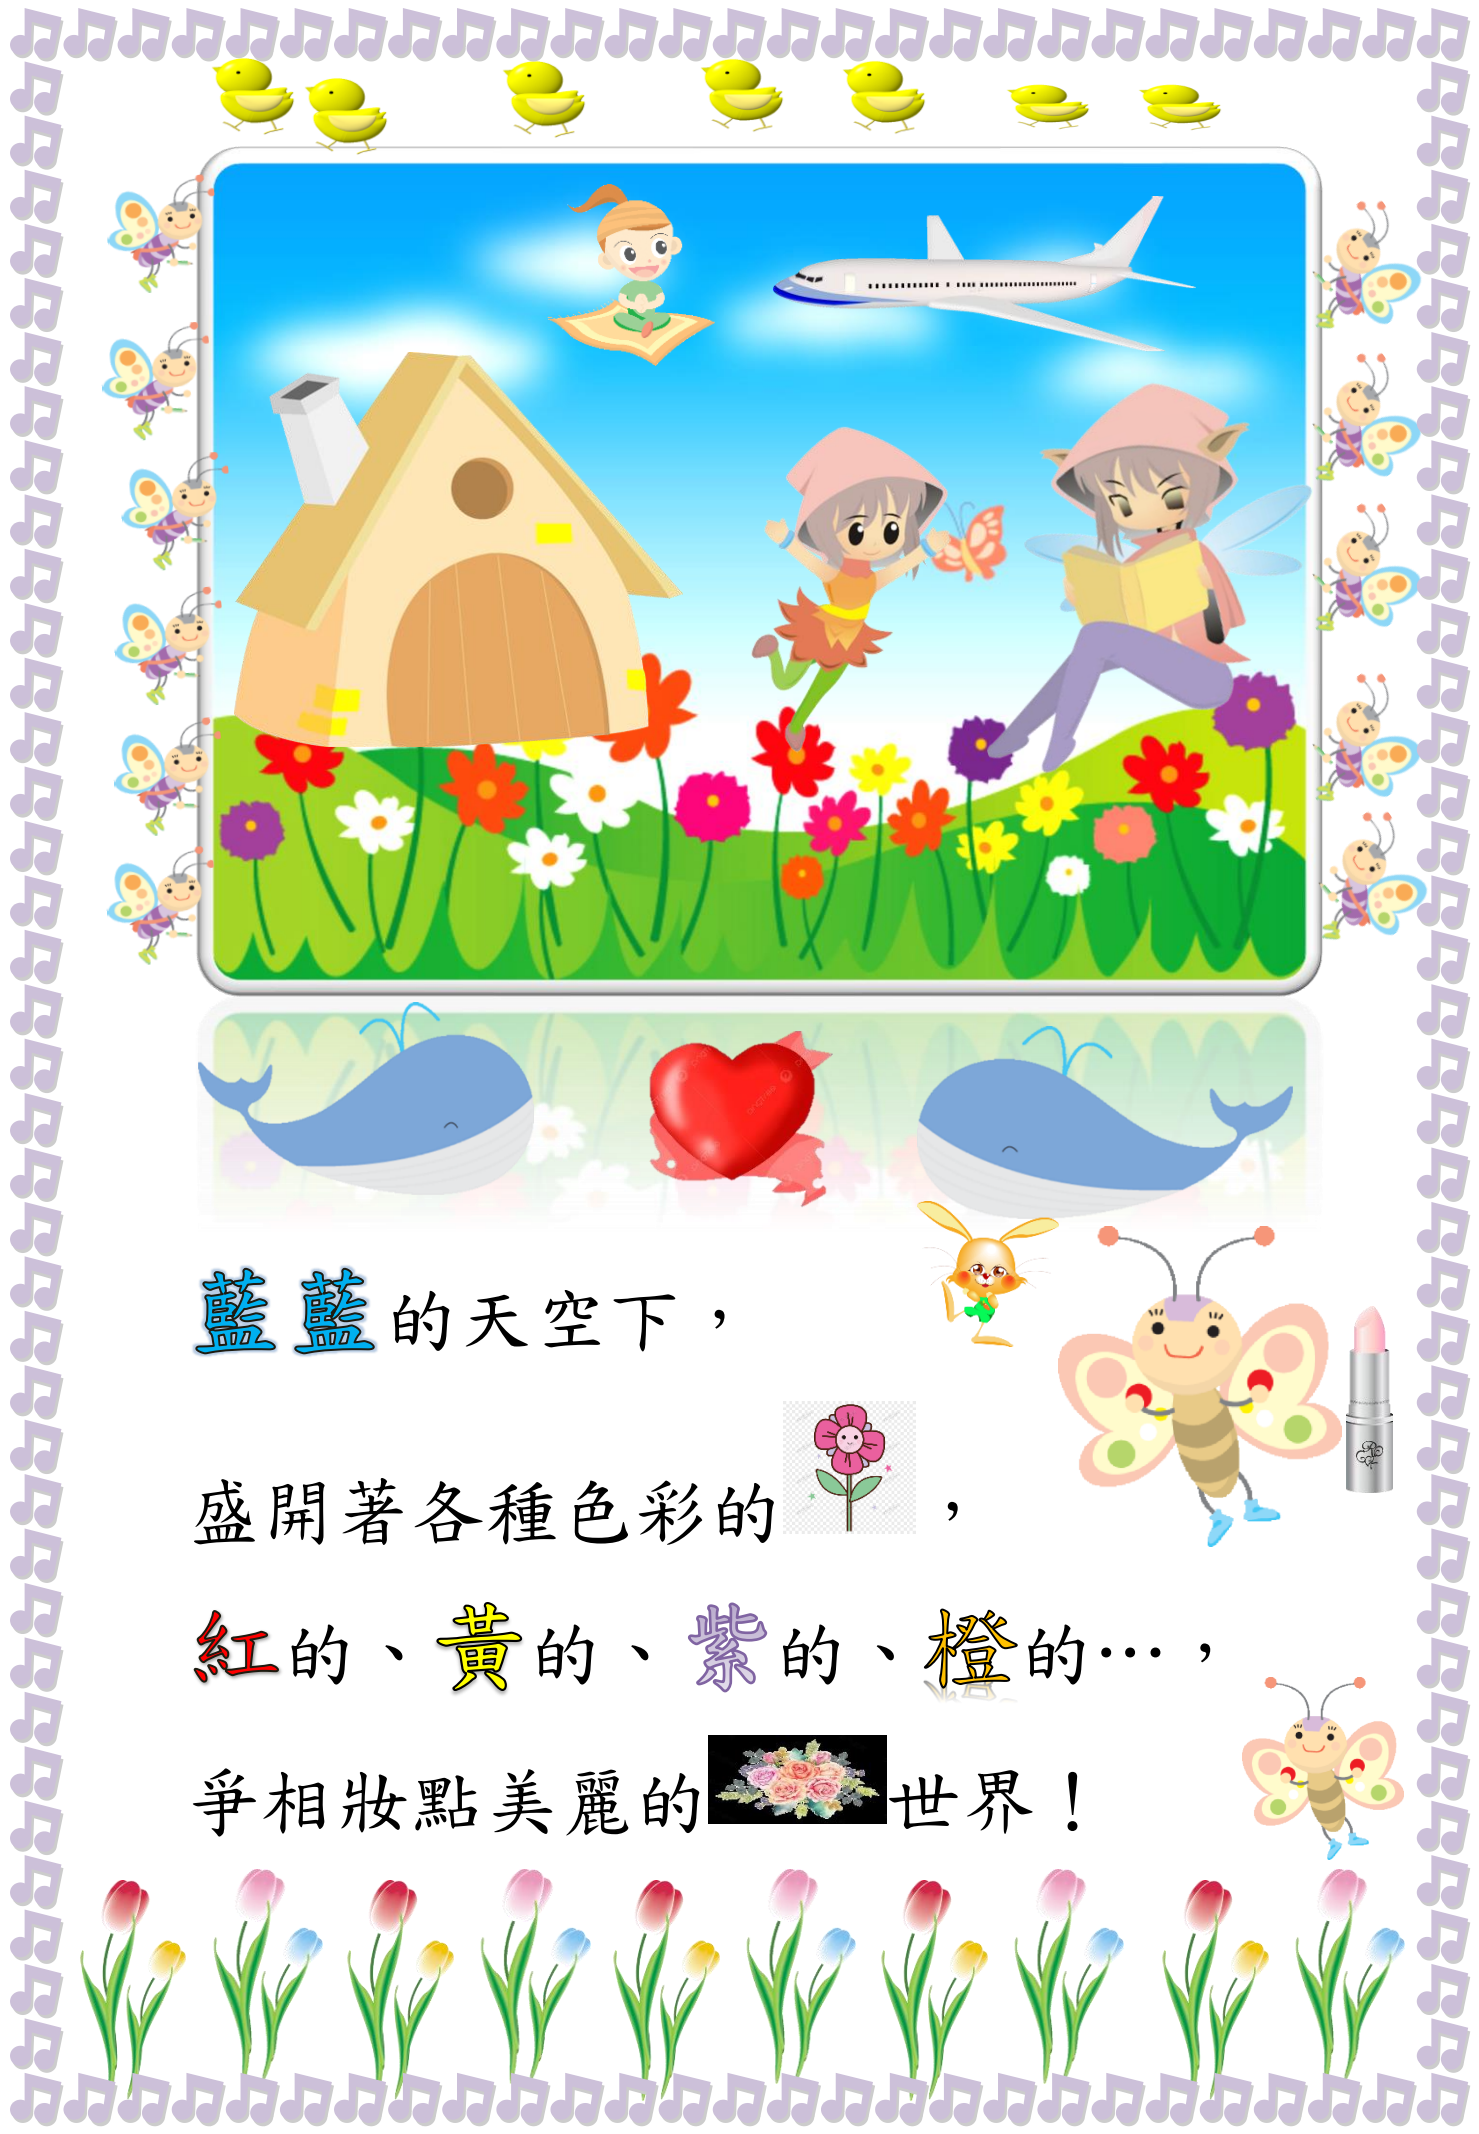 藍藍的天空下，
盛開著各種色彩的，
紅的、黃的、紫的、橙的…，
爭相妝點美麗的世界！